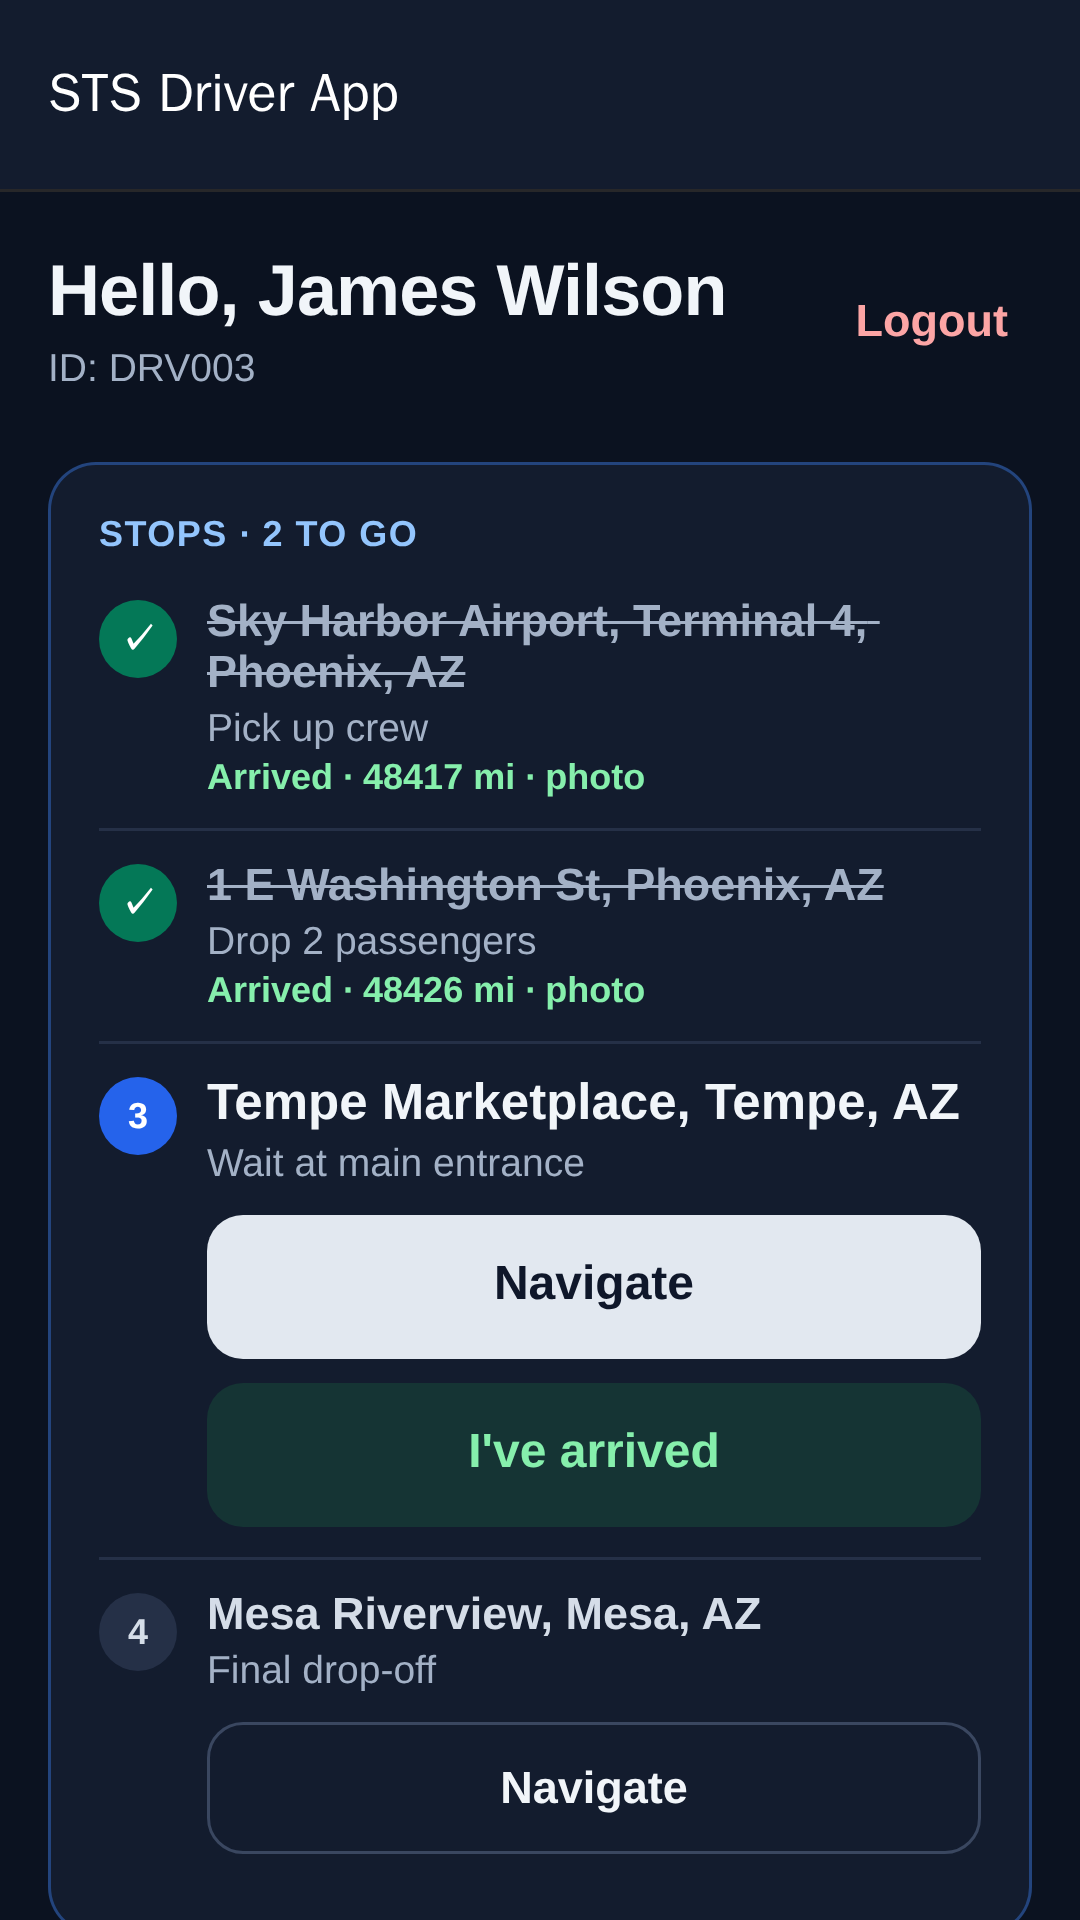 STS Driver App
Hello, James Wilson
Logout
ID: DRV003
STOPS · 2 TO GO
✓
Sky Harbor Airport, Terminal 4,
Phoenix, AZ
Pick up crew
Arrived · 48417 mi · photo
✓
1 E Washington St, Phoenix, AZ
Drop 2 passengers
Arrived · 48426 mi · photo
3
Tempe Marketplace, Tempe, AZ
Wait at main entrance
Navigate
I've arrived
4
Mesa Riverview, Mesa, AZ
Final drop-off
Navigate